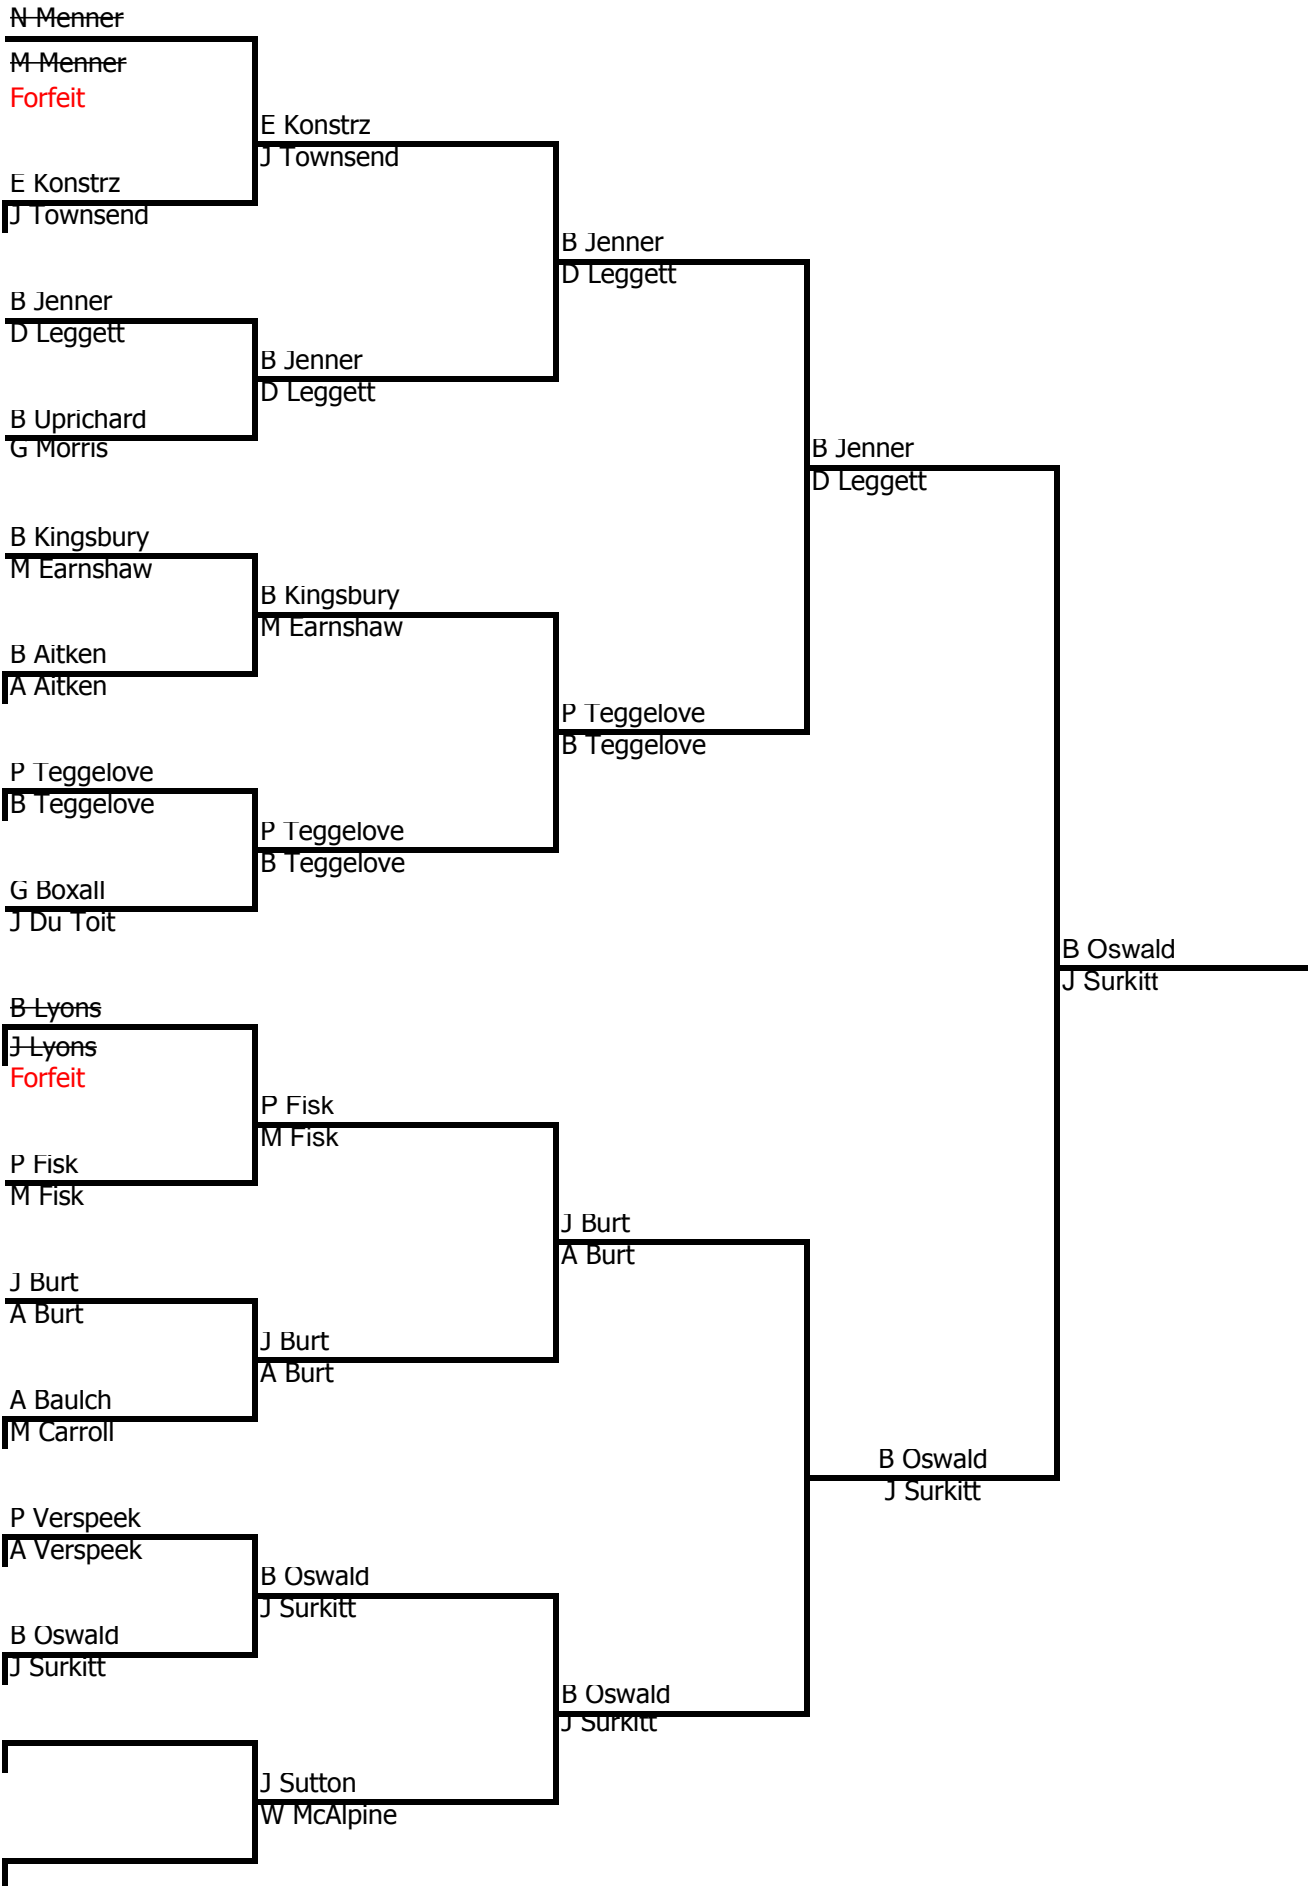 N Menner
M Menner
Forfeit
E Konstrz
J Townsend
E Konstrz
J Townsend
B Jenner
D Leggett
B Jenner
D Leggett
B Jenner
D Leggett
B Uprichard
G Morris
B Jenner
D Leggett
B Kingsbury
M Earnshaw
B Kingsbury
M Earnshaw
B Aitken
A Aitken
P Teggelove
B Teggelove
P Teggelove
B Teggelove
P Teggelove
B Teggelove
G Boxall
J Du Toit
B Oswald
J Surkitt
B Lyons
J Lyons
Forfeit
P Fisk
M Fisk
P Fisk
M Fisk
J Burt
A Burt
J Burt
A Burt
J Burt
A Burt
A Baulch
M Carroll
B Oswald
J Surkitt
P Verspeek
A Verspeek
B Oswald
J Surkitt
B Oswald
J Surkitt
B Oswald
J Surkitt
J Sutton
W McAlpine